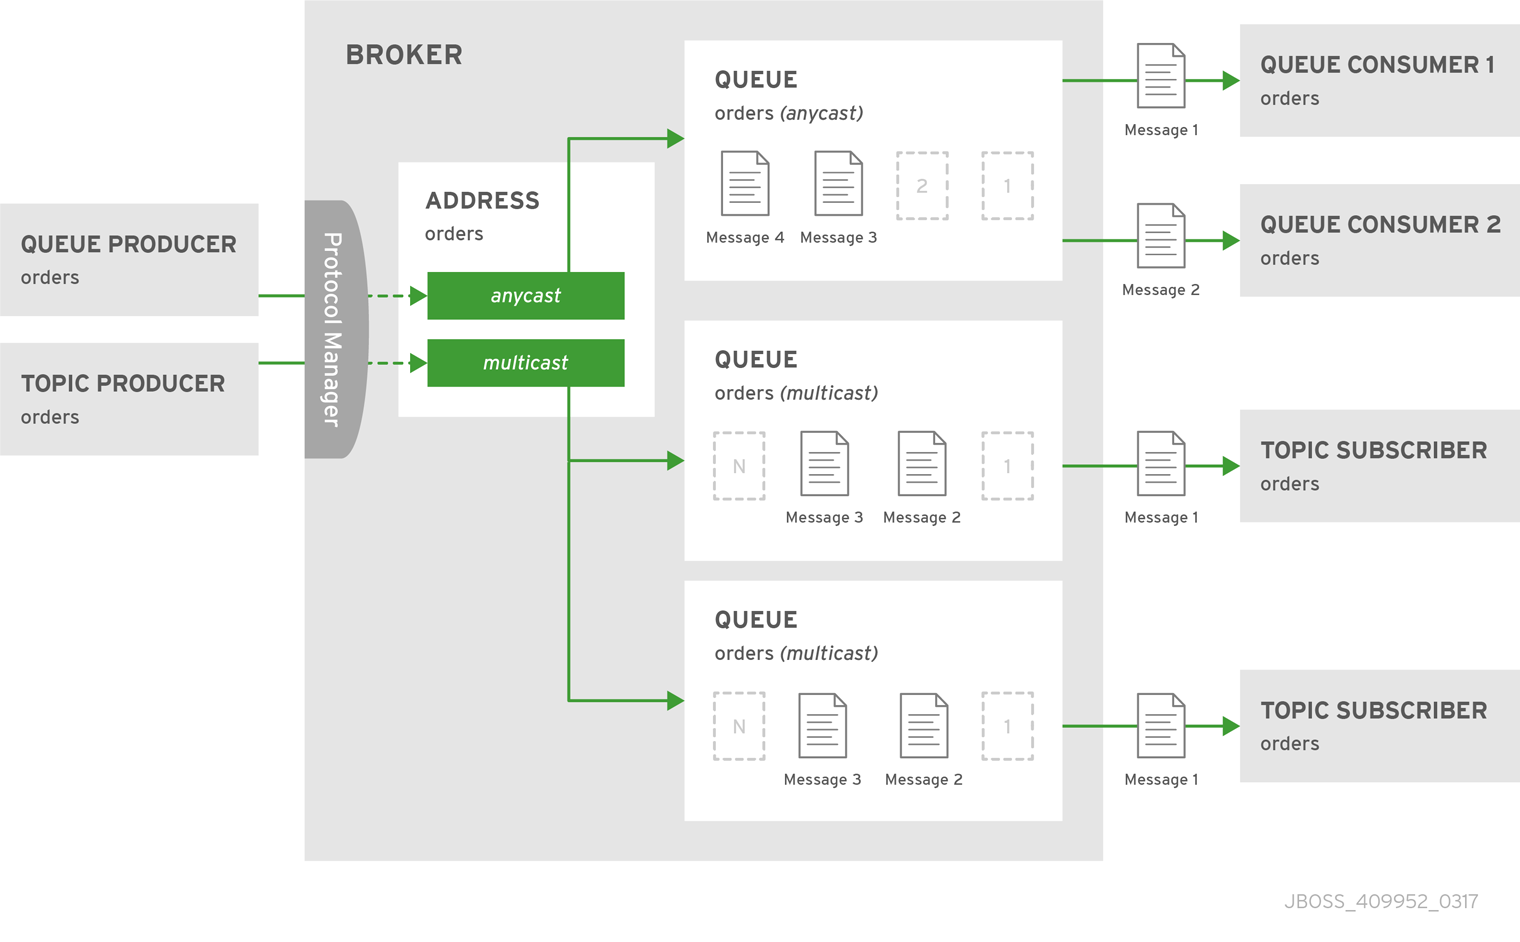 BROKER
QUEUE PRODUCER
orders
TOPIC PRODUCER
orders
Protocol Manager
ADDRESS
orders
anycast
multicast
QUEUE
orders (anycast)
2
1
Message 4
Message 3
QUEUE
orders (multicast)
N
1
Message 3
Message 2
QUEUE
orders (multicast)
N
1
Message 3
Message 2
Message 1
QUEUE CONSUMER 1
orders
Message 2
QUEUE CONSUMER 2
orders
Message 1
TOPIC SUBSCRIBER
orders
Message 1
TOPIC SUBSCRIBER
orders
JBOSS_409952_0317